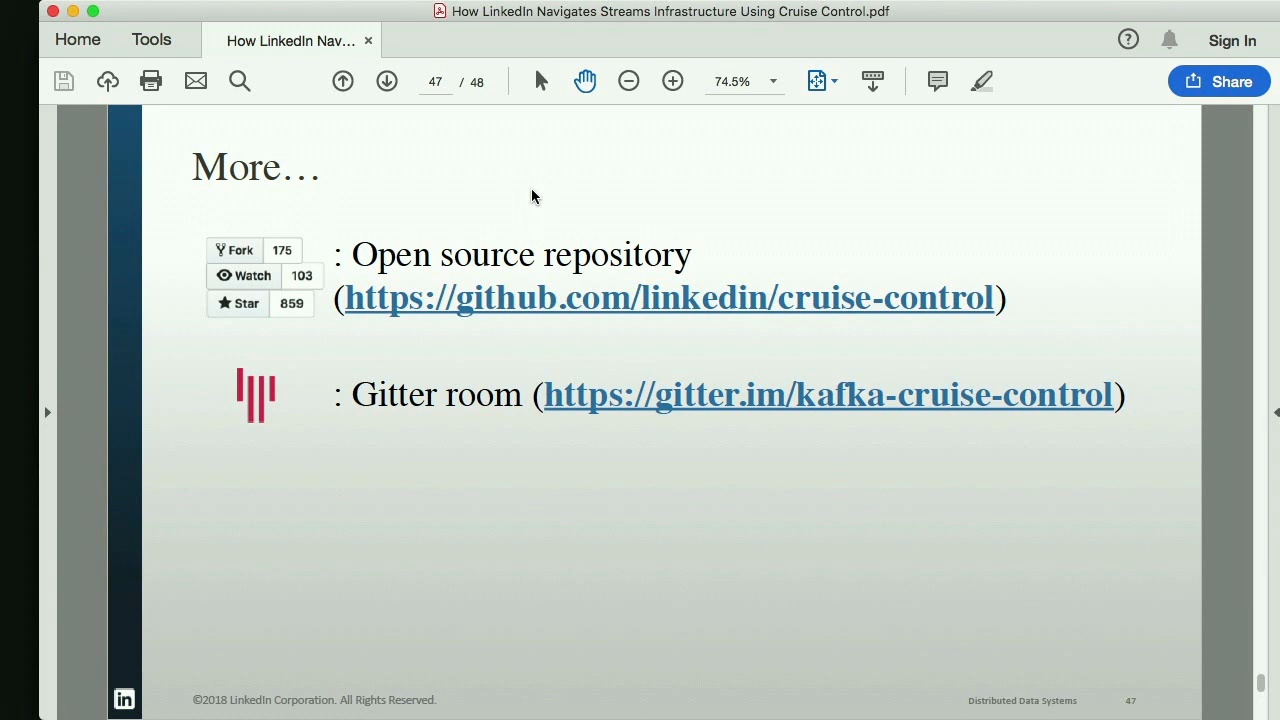 How LinkedIn Navigates Streams Infrastructure Using Cruise Control.pdf
Home Tools How LinkedIn Nav... × Sign In
47 / 48 74.5% Share
More…
Fork 175
Watch 103
Star 859
: Open source repository
(https://github.com/linkedin/cruise-control)
: Gitter room (https://gitter.im/kafka-cruise-control)
in ©2018 LinkedIn Corporation. All Rights Reserved. Distributed Data Systems 47